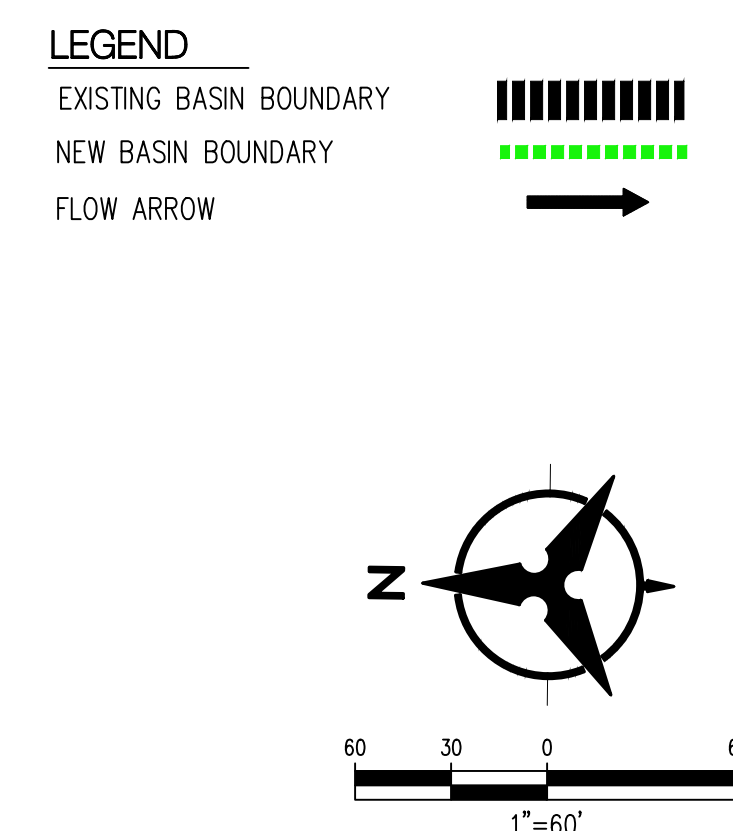 LEGEND
EXISTING BASIN BOUNDARY
NEW BASIN BOUNDARY
FLOW ARROW
N
60 30 0
1"=60'